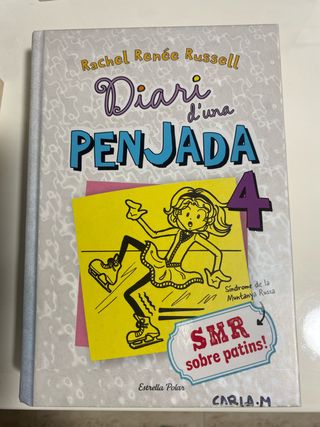 Rachel Renée Russell
Diari
d'una
PENJADA
4
Síndrome de la
Muntanya Russa
SMR
sobre patins!
Estrella Polar
CARLA.M